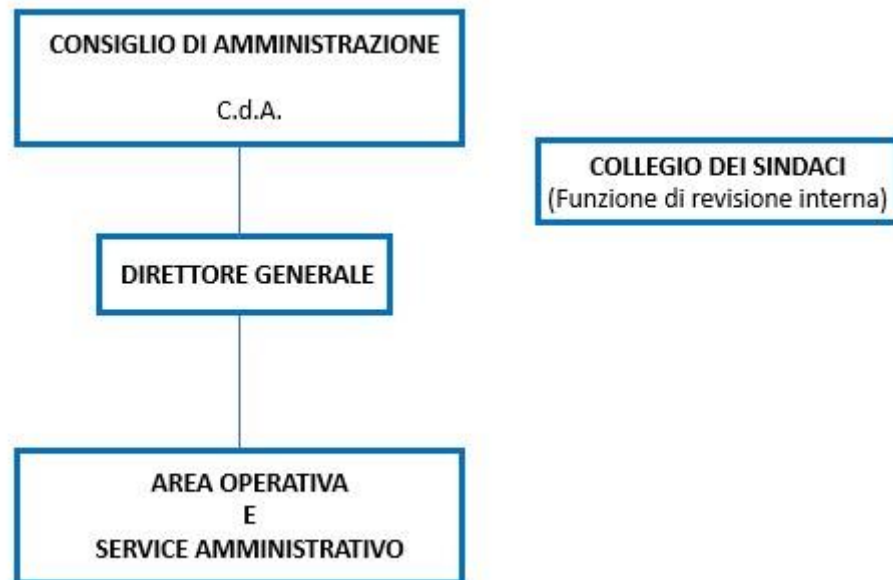 CONSIGLIO DI AMMINISTRAZIONE
C.d.A.
COLLEGIO DEI SINDACI
(Funzione di revisione interna)
DIRETTORE GENERALE
AREA OPERATIVA
E
SERVICE AMMINISTRATIVO